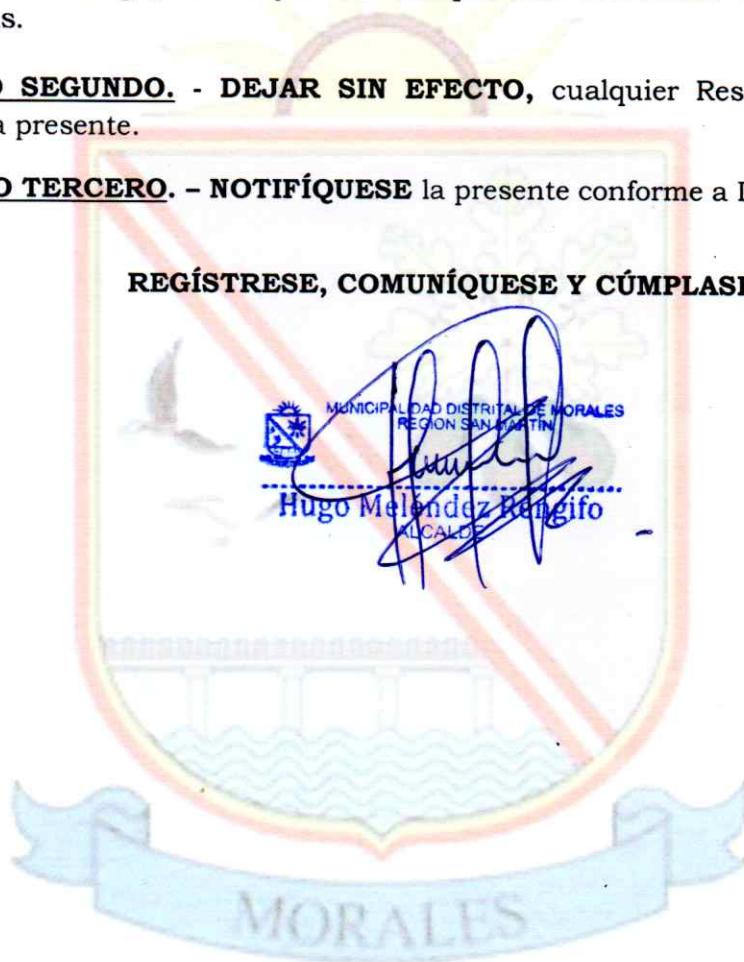 s.
O SEGUNDO. - DEJAR SIN EFECTO, cualquier Res
a presente.
O TERCERO. – NOTIFÍQUESE la presente conforme a L
REGÍSTRESE, COMUNÍQUESE Y CÚMPLASE
MUNICIPALIDAD DISTRITAL DE MORALES
REGION SAN MARTIN
Hugo Meléndez Rengifo
ALCALDE
MORALES